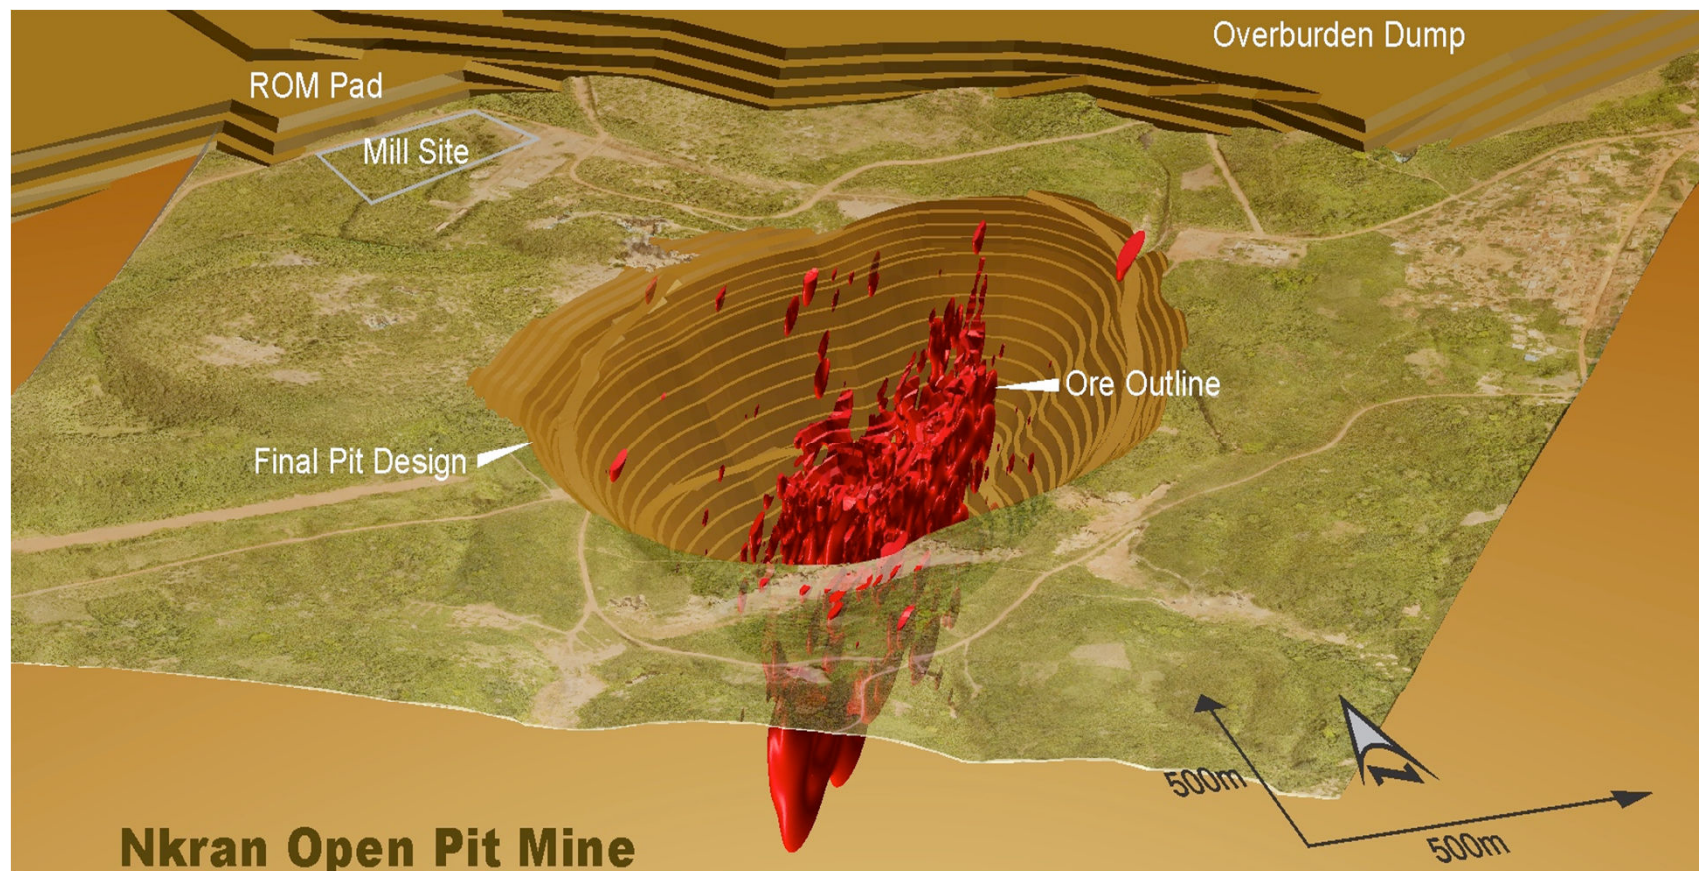 Overburden Dump
ROM Pad
Mill Site
Ore Outline
Final Pit Design
500m
N
500m
Nkran Open Pit Mine